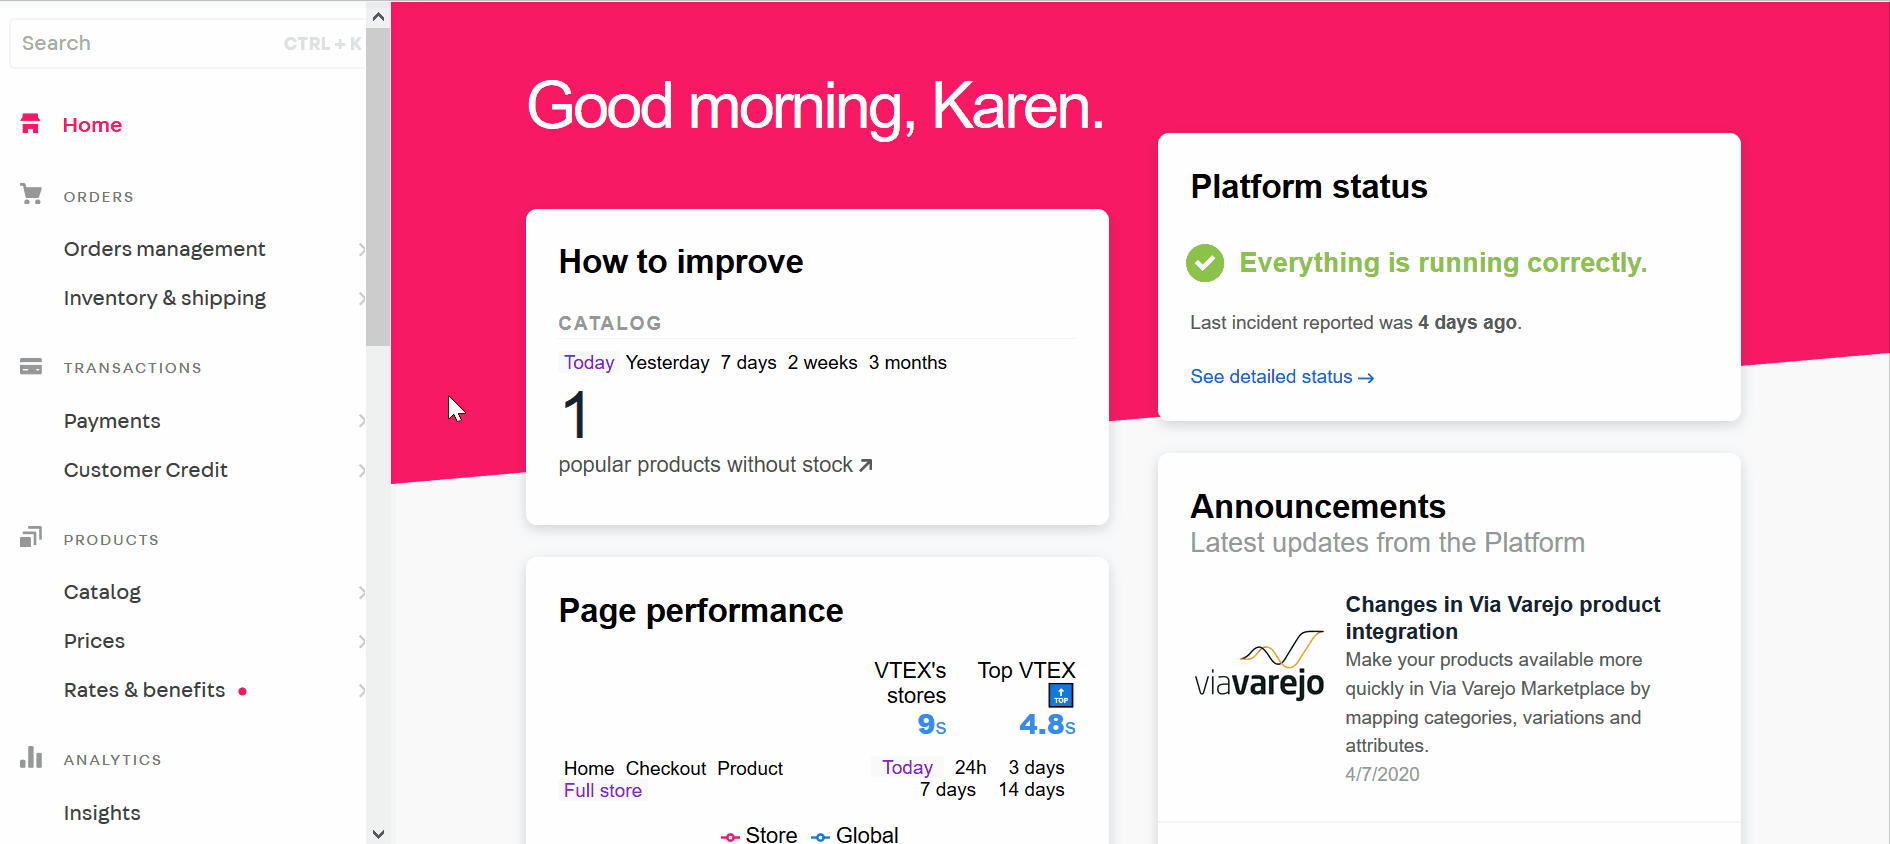 Search CTRL + K
Home
ORDERS
Orders management
Inventory & shipping
TRANSACTIONS
Payments
Customer Credit
PRODUCTS
Catalog
Prices
Rates & benefits
ANALYTICS
Insights
Good morning, Karen.
How to improve
CATALOG
Today Yesterday 7 days 2 weeks 3 months
1
popular products without stock
Page performance
VTEX's
stores
9s
Top VTEX
TOP
4.8s
Home Checkout Product
Full store
Today 24h 3 days
7 days 14 days
Store Global
Platform status
Everything is running correctly.
Last incident reported was 4 days ago.
See detailed status →
Announcements
Latest updates from the Platform
viavarejo
Changes in Via Varejo product
integration
Make your products available more
quickly in Via Varejo Marketplace by
mapping categories, variations and
attributes.
4/7/2020